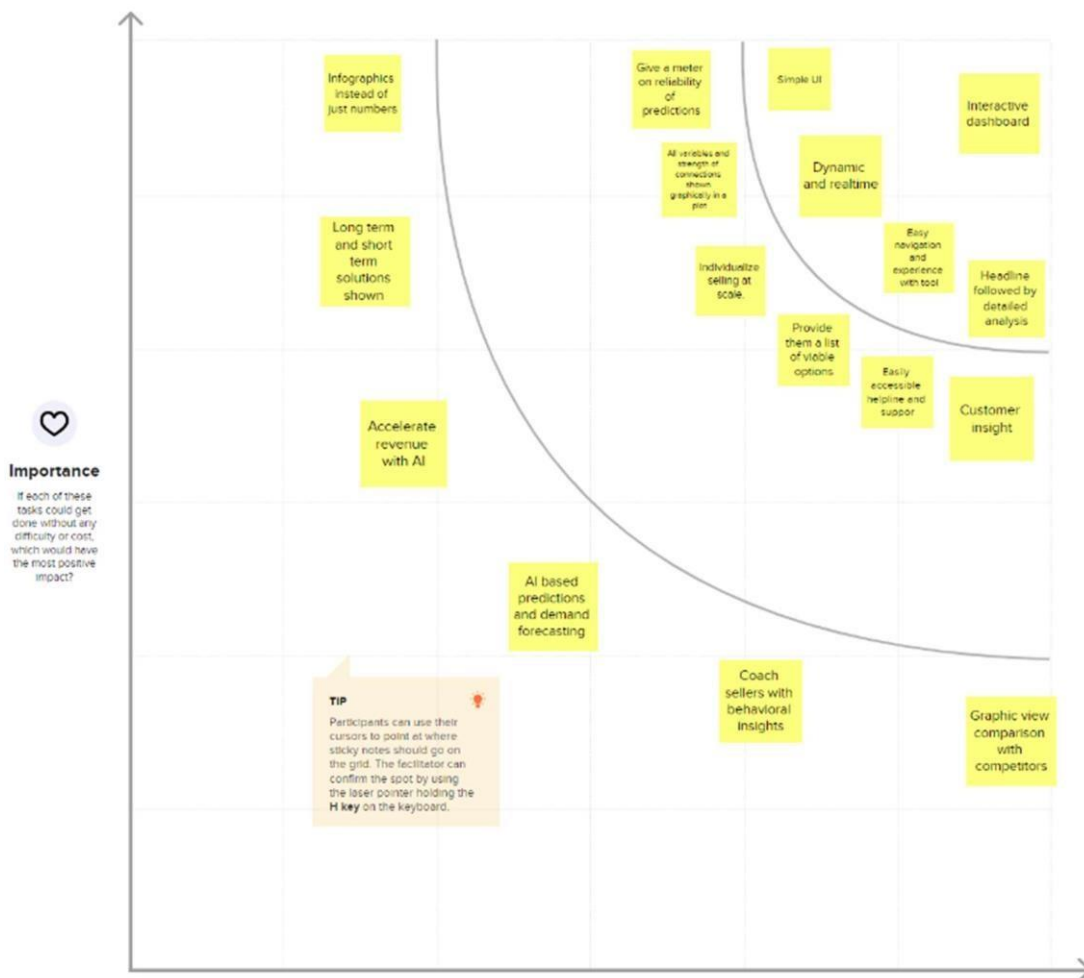 Infographics
instead of
just numbers
Give a meter
on reliability
of
predictions
Simple UI
Interactive
dashboard
All variables and
strength of
connections
shown
graphically in a
plot
Dynamic
and realtime
Long term
and short
term
solutions
shown
Individualize
selling at
scale.
Easy
navigation
and
experience
with tool
Headline
followed by
detailed
analysis
Provide
them a list
of viable
options
Easily
accessible
helpline and
suppor
Customer
insight
Accelerate
revenue
with AI
Importance
If each of these
tasks could get
done without any
difficulty or cost,
which would have
the most positive
impact?
AI based
predictions
and demand
forecasting
Coach
sellers with
behavioral
insights
Graphic view
comparison
with
competitors
TIP
Participants can use their
cursors to point at where
sticky notes should go on
the grid. The facilitator can
confirm the spot by using
the laser pointer holding the
H key on the keyboard.